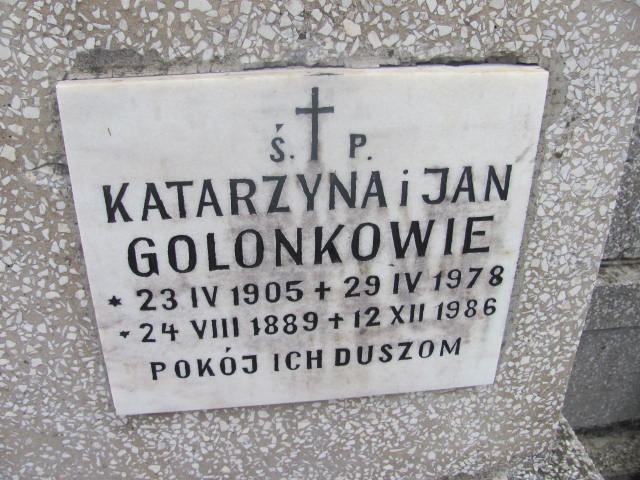 Ś. P.
KATARZYNA i JAN
GOLONKOWIE
* 23 IV 1905 + 29 IV 1978
* 24 VIII 1889 + 12 XII 1986
POKÓJ ICH DUSZOM